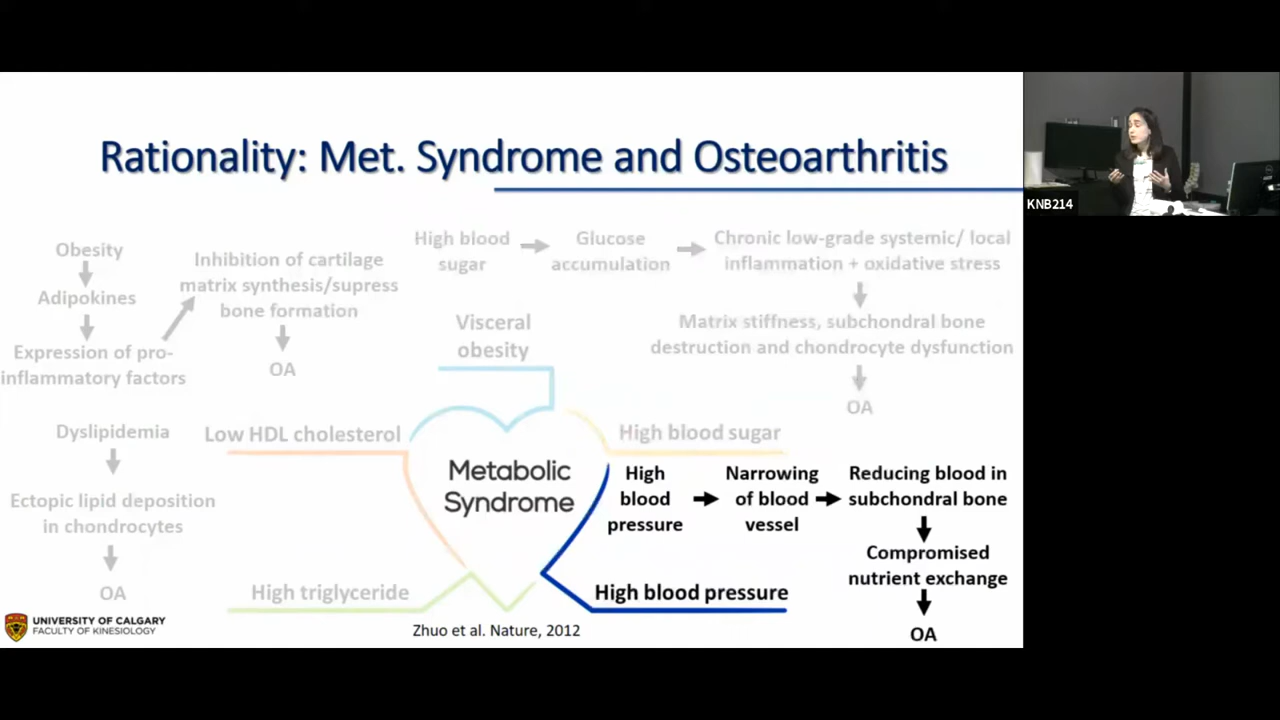 Rationality: Met. Syndrome and Osteoarthritis
KNB214
Obesity
Adipokines
Expression of pro-
inflammatory factors
Inhibition of cartilage
matrix synthesis/supress
bone formation
OA
High blood
sugar
Glucose
accumulation
Chronic low-grade systemic/ local
inflammation + oxidative stress
Matrix stiffness, subchondral bone
destruction and chondrocyte dysfunction
OA
Visceral
obesity
Dyslipidemia
Ectopic lipid deposition
in chondrocytes
OA
Low HDL cholesterol
High blood sugar
Metabolic
Syndrome
High
blood
pressure
Narrowing
of blood
vessel
Reducing blood in
subchondral bone
Compromised
nutrient exchange
OA
High triglyceride
High blood pressure
UNIVERSITY OF CALGARY
FACULTY OF KINESIOLOGY
Zhuo et al. Nature, 2012